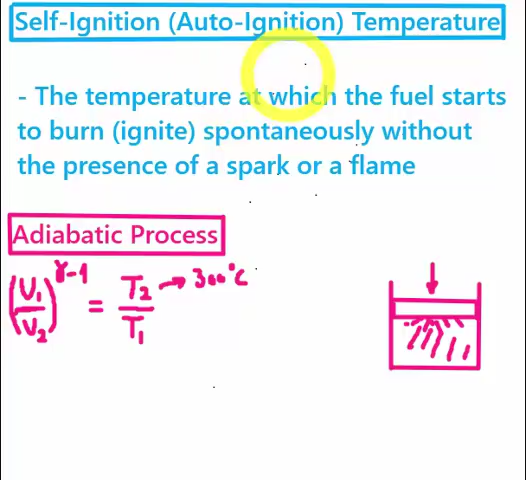 Self-Ignition (Auto-Ignition) Temperature
- The temperature at which the fuel starts
to burn (ignite) spontaneously without
the presence of a spark or a flame
Adiabatic Process
(V₁/V₂)^γ-1 = T₂/T₁ → 300°C